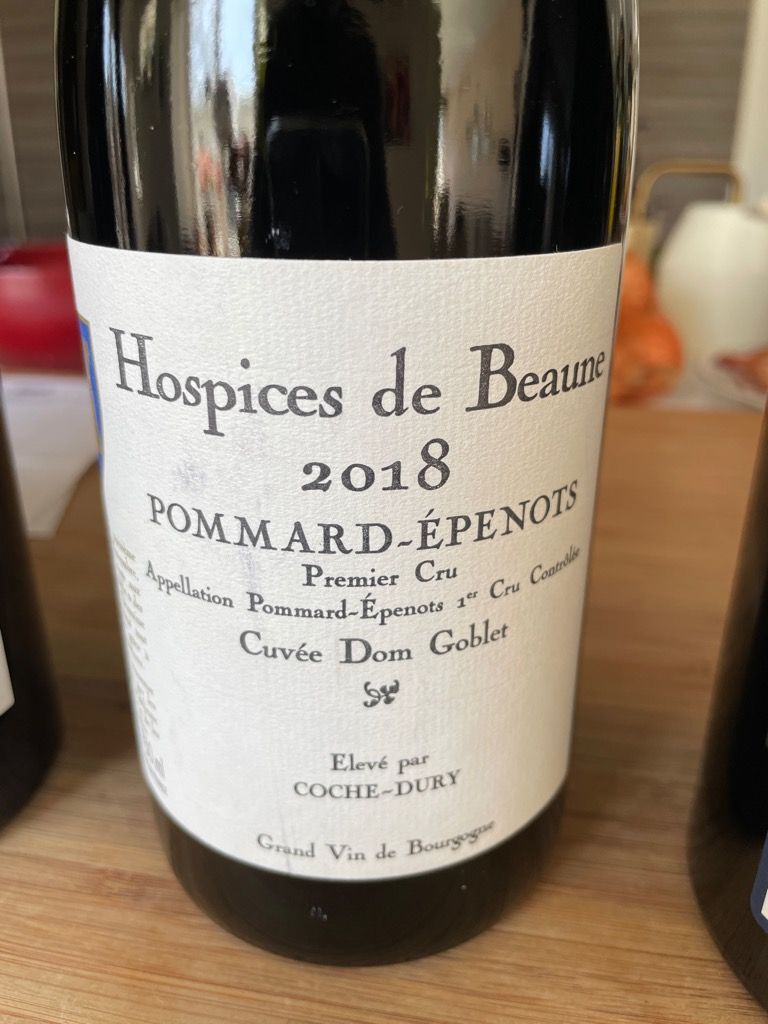 Hospices de Beaune
2018
POMMARD-ÉPENOTS
Premier Cru
Appellation Pommard-Épenots 1er Cru Contrôlée
Cuvée Dom Goblet
Elevé par
COCHE-DURY
Grand Vin de Bourgogne
ml